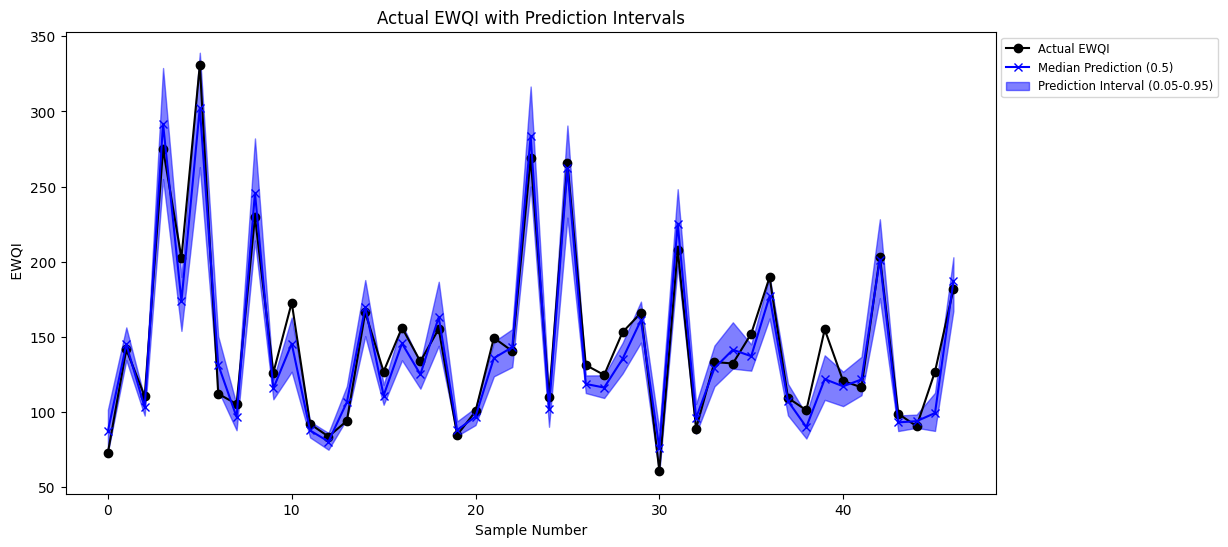 Actual EWQI with Prediction Intervals
350
300
250
200
150
100
50
EWQI
0
10
20
30
40
Sample Number
Actual EWQI
Median Prediction (0.5)
Prediction Interval (0.05-0.95)